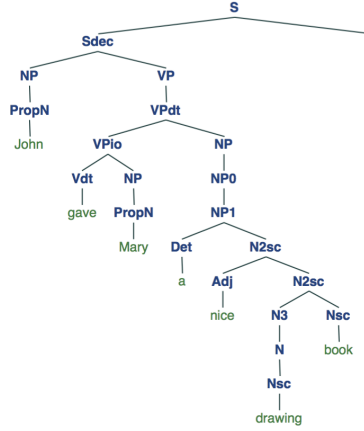 S
Sdec
NP VP
PropN VPdt
John VPio NP
Vdt NP NP0
gave PropN NP1
Mary Det N2sc
a Adj N2sc
nice N3 Nsc
N book
Nsc
drawing